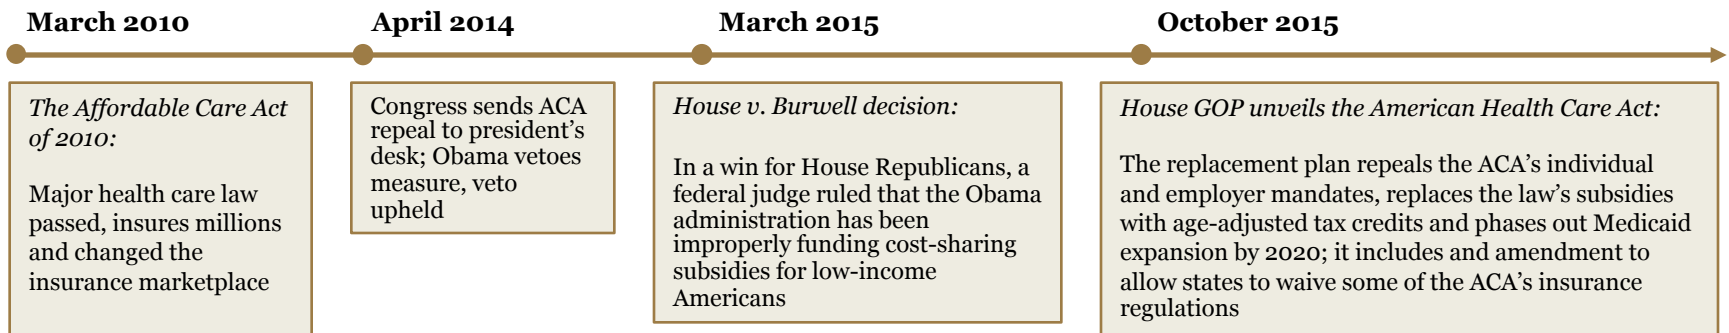 March 2010
April 2014
March 2015
October 2015
The Affordable Care Act
of 2010:
Major health care law
passed, insures millions
and changed the
insurance marketplace
Congress sends ACA
repeal to president's
desk; Obama vetoes
measure, veto
upheld
House v. Burwell decision:
In a win for House Republicans, a
federal judge ruled that the Obama
administration has been
improperly funding cost-sharing
subsidies for low-income
Americans
House GOP unveils the American Health Care Act:
The replacement plan repeals the ACA's individual
and employer mandates, replaces the law's subsidies
with age-adjusted tax credits and phases out Medicaid
expansion by 2020; it includes and amendment to
allow states to waive some of the ACA's insurance
regulations